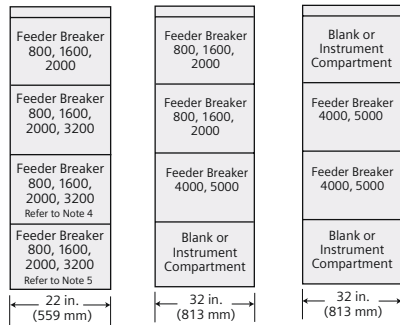 Feeder Breaker
800, 1600,
2000
Feeder Breaker
800, 1600,
2000, 3200
Feeder Breaker
800, 1600,
2000, 3200
Refer to Note 4
Feeder Breaker
800, 1600,
2000, 3200
Refer to Note 5
22 in.
(559 mm)
Feeder Breaker
800, 1600,
2000
Feeder Breaker
800, 1600,
2000
Feeder Breaker
4000, 5000
Blank or
Instrument
Compartment
32 in.
(813 mm)
Blank or
Instrument
Compartment
Feeder Breaker
4000, 5000
Feeder Breaker
4000, 5000
Blank or
Instrument
Compartment
32 in.
(813 mm)